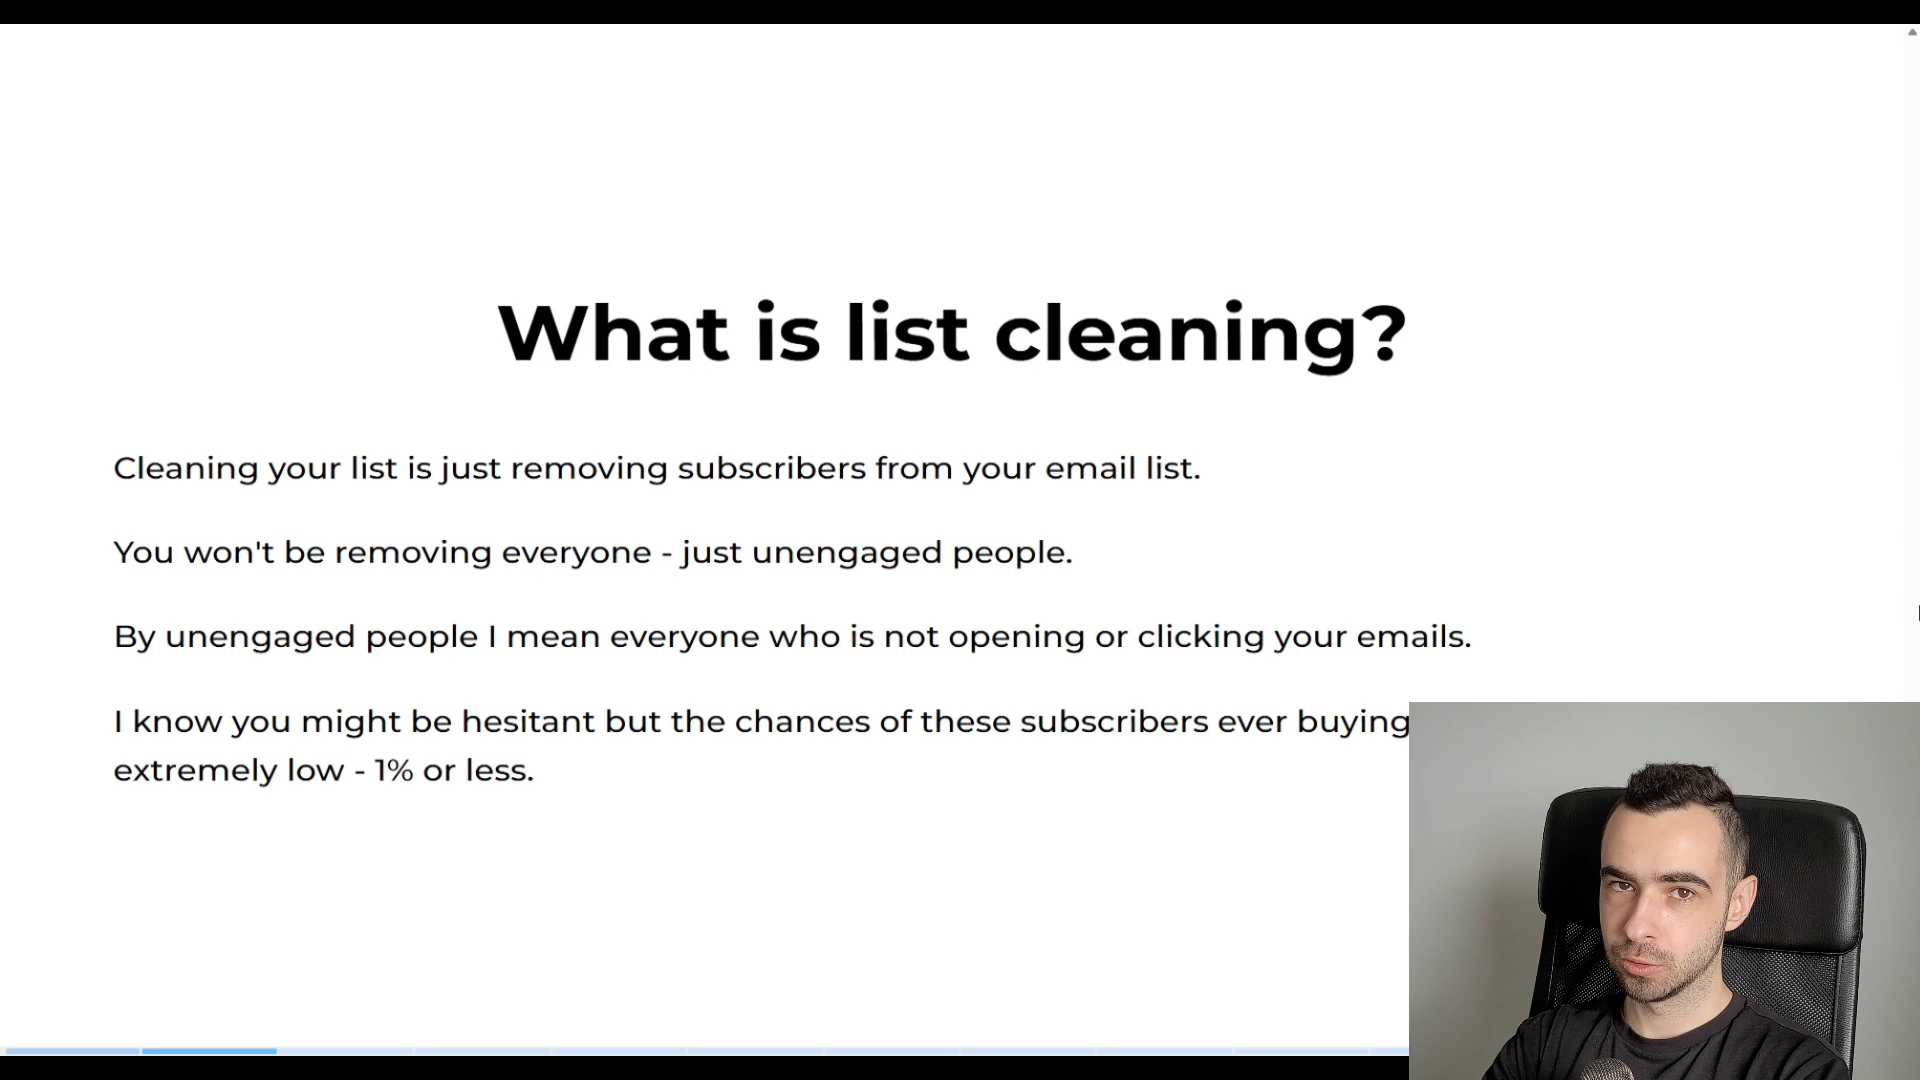 What is list cleaning?
Cleaning your list is just removing subscribers from your email list.
You won't be removing everyone - just unengaged people.
By unengaged people I mean everyone who is not opening or clicking your emails.
I know you might be hesitant but the chances of these subscribers ever buying
extremely low - 1% or less.